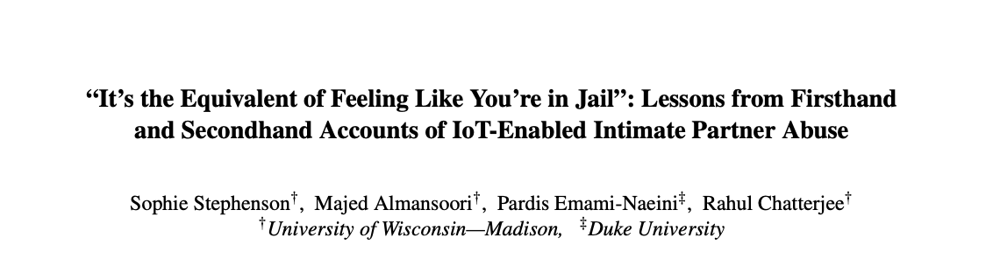 “It’s the Equivalent of Feeling Like You’re in Jail”: Lessons from Firsthand
and Secondhand Accounts of IoT-Enabled Intimate Partner Abuse
Sophie Stephenson†, Majed Almansoori†, Pardis Emami-Naeini‡, Rahul Chatterjee†
†University of Wisconsin—Madison, ‡Duke University